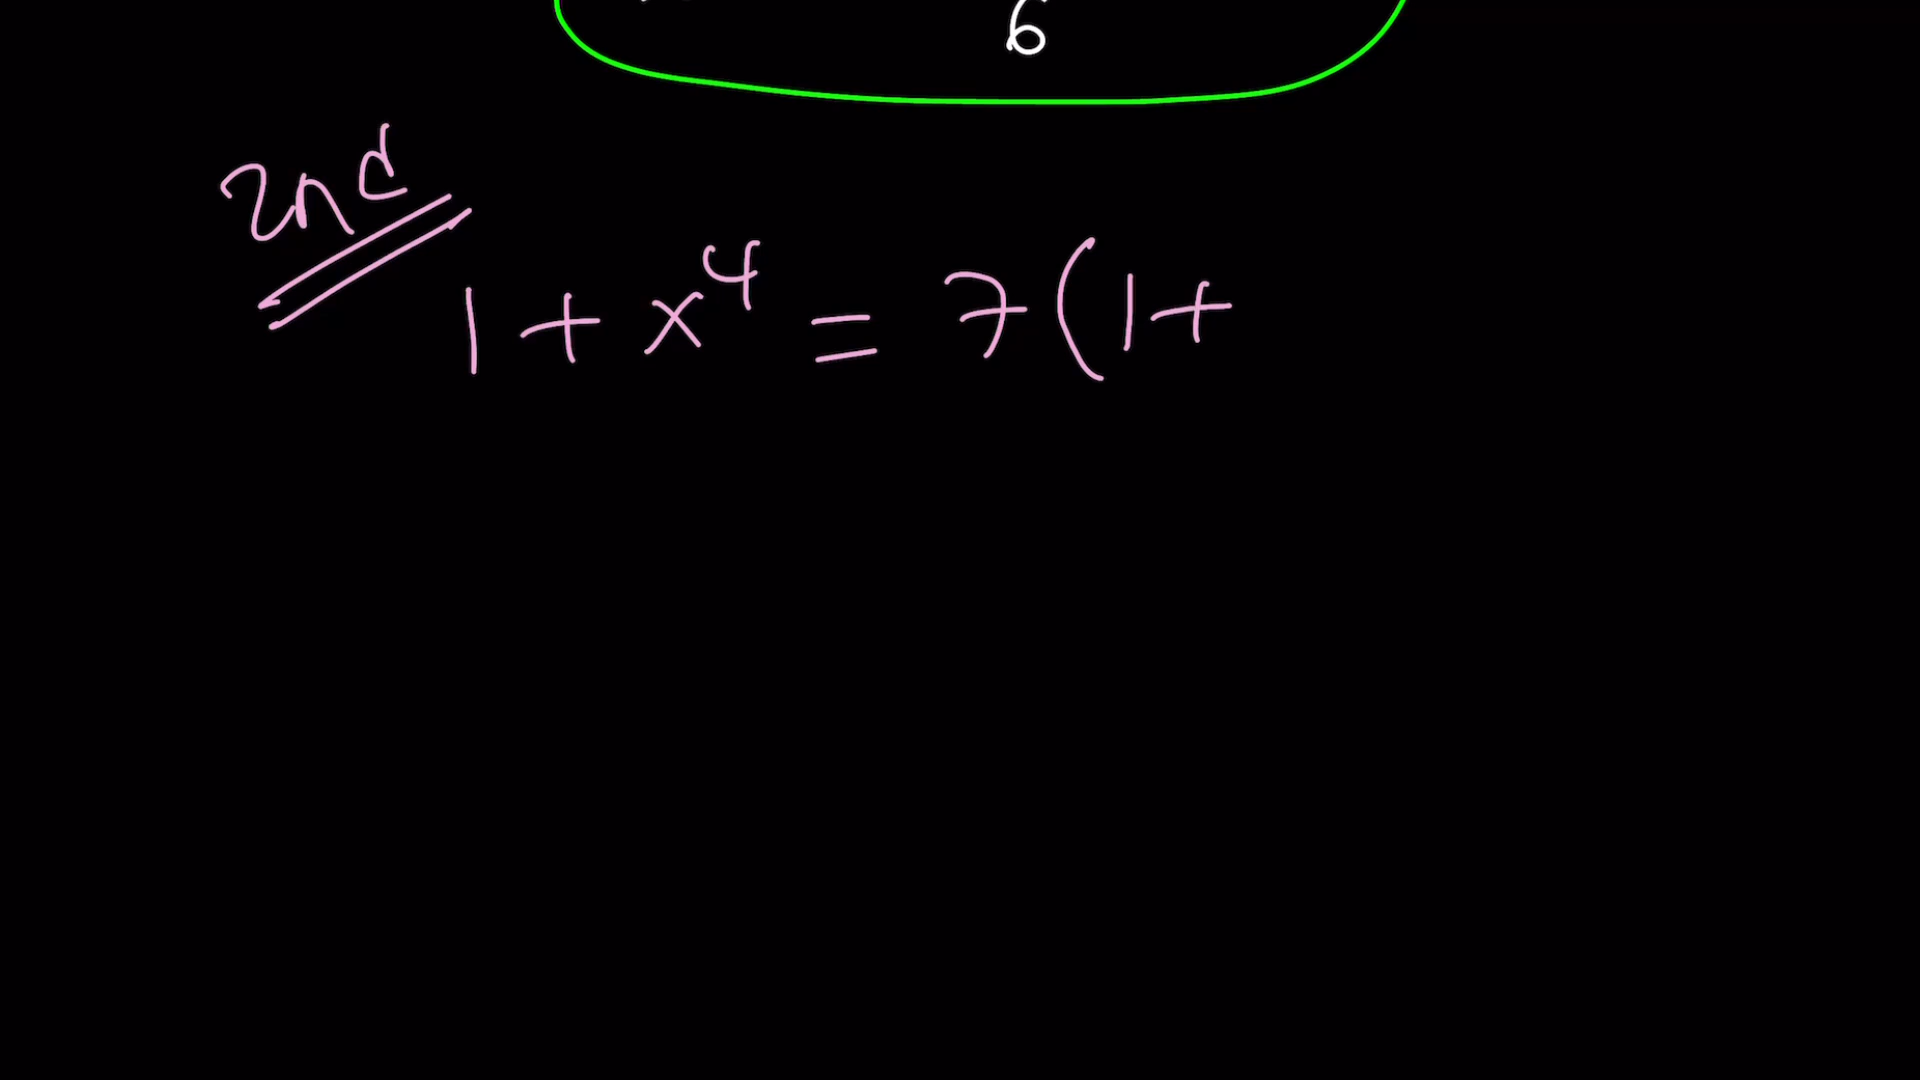 6
2nd
1 + x⁴ = 7(1+